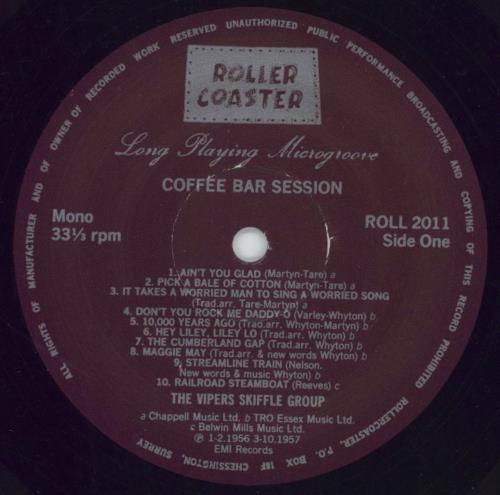 ALL RIGHTS OF MANUFACTURER AND OF OWNER OF RECORDED WORK RESERVED UNAUTHORIZED PUBLIC PERFORMANCE BROADCASTING AND COPYING OF THIS RECORD PROHIBITED
ROLLERCOASTER, P.O. BOX 18F CHESSINGTON, SURREY
ROLLER
COASTER
Long Playing Microgroove
COFFEE BAR SESSION
Mono
33⅓ rpm
ROLL 2011
Side One
1. AIN'T YOU GLAD (Martyn-Tare) a
2. PICK A BALE OF COTTON (Martyn-Tare) a
3. IT TAKES A WORRIED MAN TO SING A WORRIED SONG
(Trad.arr. Tare-Martyn) a
4. DON'T YOU ROCK ME DADDY-O (Varley-Whyton) b
5. 10,000 YEARS AGO (Trad.arr. Whyton-Martyn) b
6. HEY LILEY, LILEY LO (Trad.arr. Whyton) b
7. THE CUMBERLAND GAP (Trad.arr. Whyton) b
8. MAGGIE MAY (Trad.arr. & new words Whyton) b
9. STREAMLINE TRAIN (Nelson.
New words & music Whyton) b
10. RAILROAD STEAMBOAT (Reeves) c
THE VIPERS SKIFFLE GROUP
a Chappell Music Ltd. b TRO Essex Music Ltd.
c Belwin Mills Music Ltd.
℗ 1-2.1956 3-10.1957
EMI Records